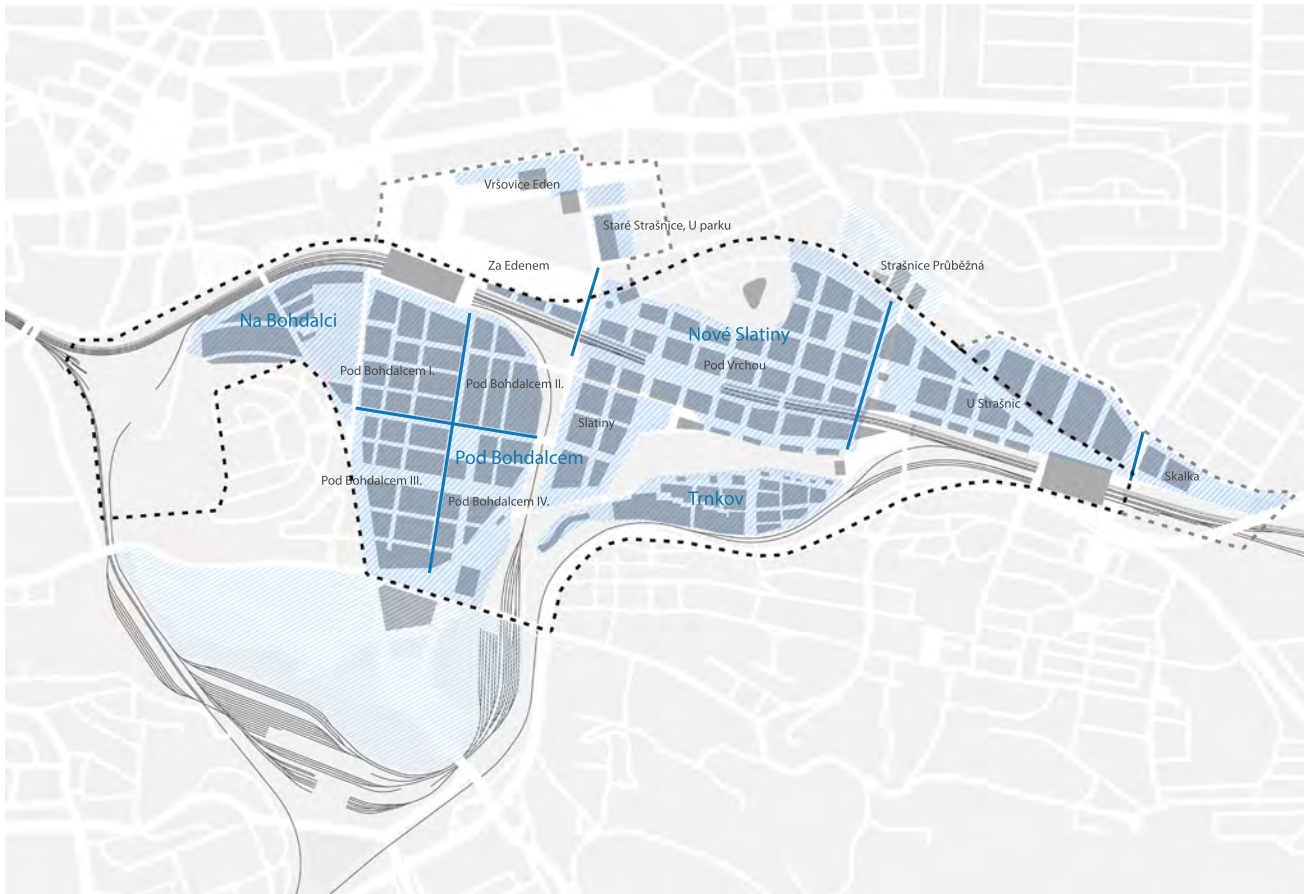 Vršovice Eden
Staré Strašnice, U parku
Za Edenem
Strašnice Průběžná
Na Bohdalci
Nové Slatiny
Pod Vrchou
Pod Bohdalcem I.
Pod Bohdalcem II.
U Strašnic
Slatiny
Pod Bohdalcem
Skalka
Pod Bohdalcem III.
Pod Bohdalcem IV.
Trnkov